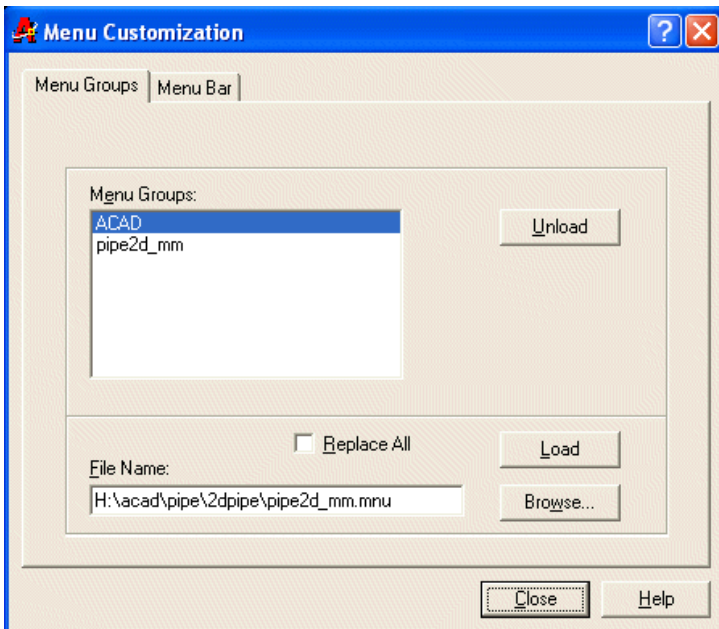 Menu Customization
Menu Groups Menu Bar
Menu Groups:
ACAD
pipe2d_mm
Unload
Replace All
Load
File Name:
H:\acad\pipe\2dpipe\pipe2d_mm.mnu
Browse...
Close Help